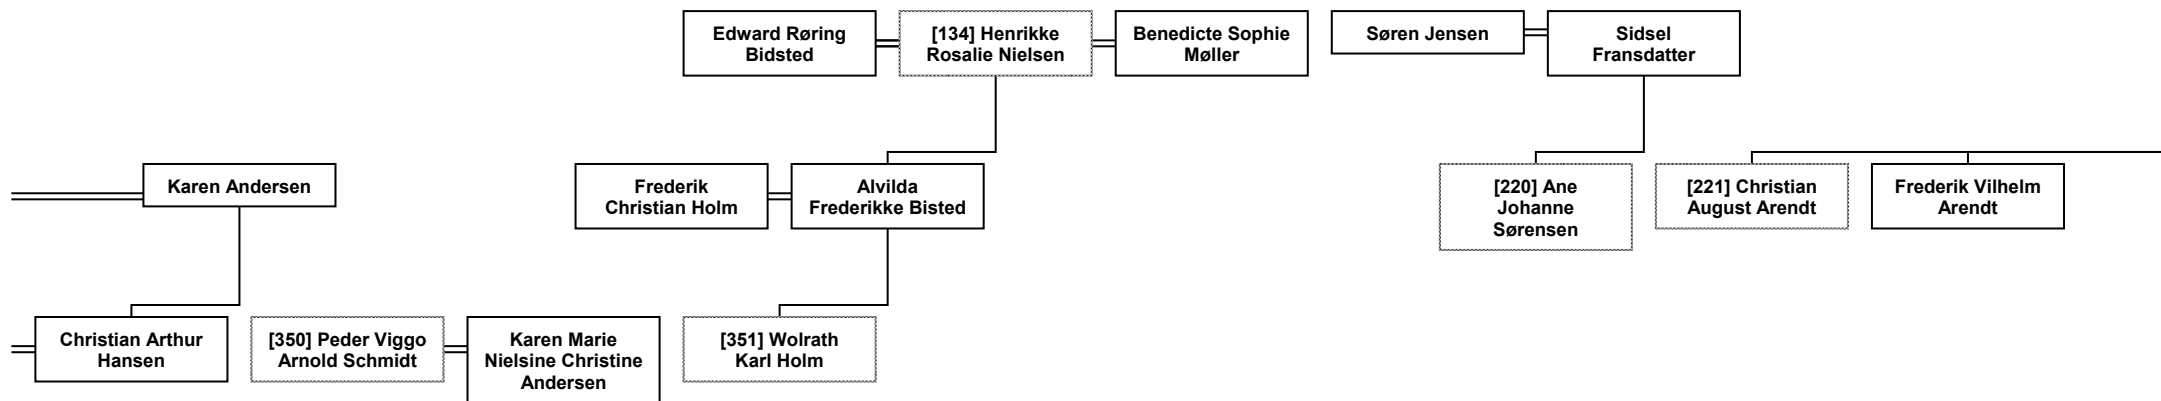 Edward Røring
Bidsted
[134] Henrikke
Rosalie Nielsen
Benedicte Sophie
Møller
Søren Jensen
Sidsel
Fransdatter
Karen Andersen
Frederik
Christian Holm
Alvilda
Frederikke Bisted
[220] Ane
Johanne
Sørensen
[221] Christian
August Arendt
Frederik Vilhelm
Arendt
Christian Arthur
Hansen
[350] Peder Viggo
Arnold Schmidt
Karen Marie
Nielsine Christine
Andersen
[351] Wolrath
Karl Holm